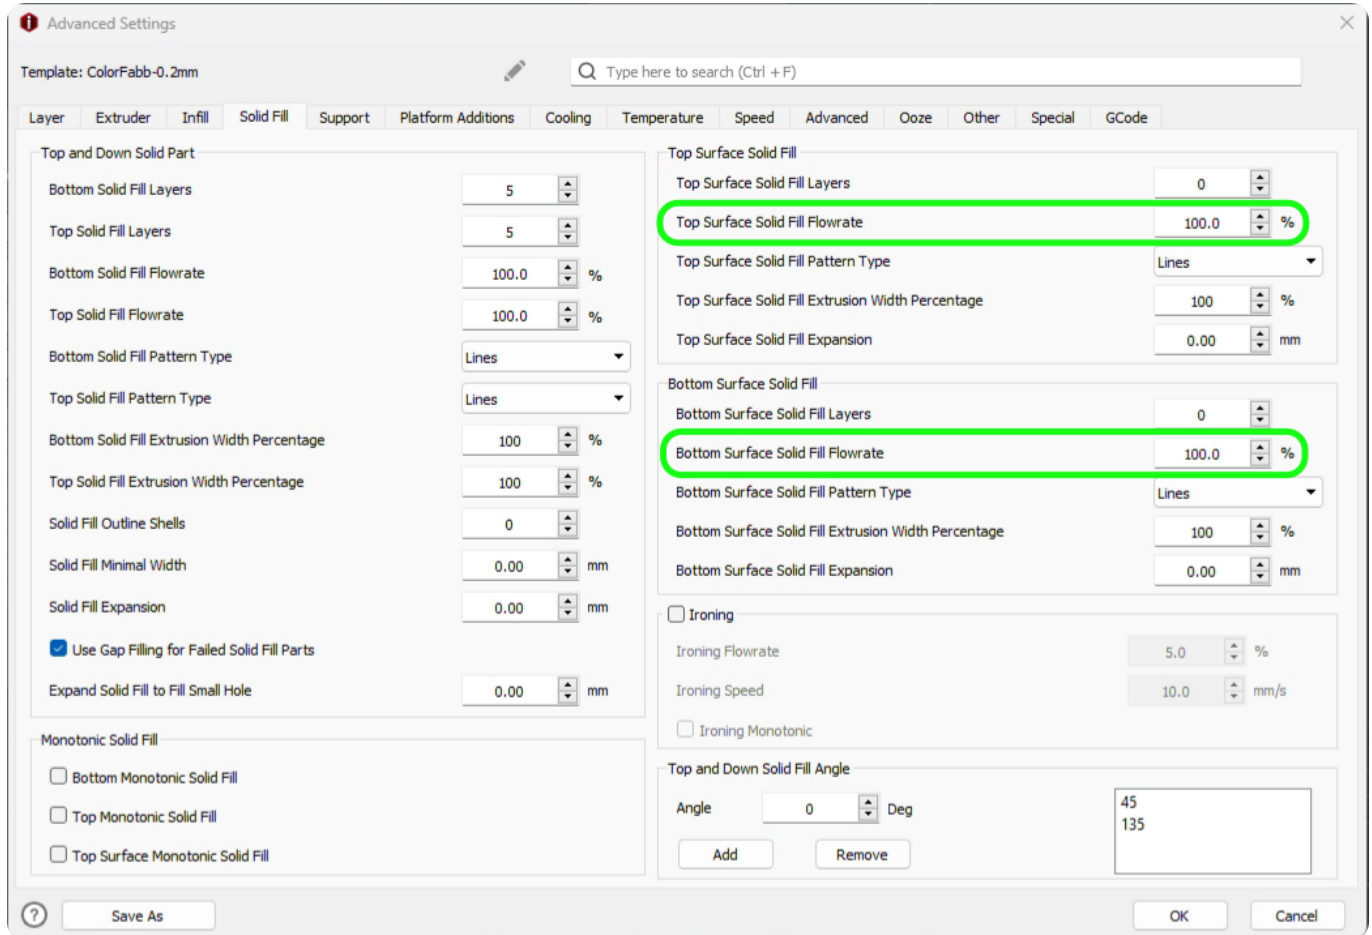 Advanced Settings
Template: ColorFabb-0.2mm
Type here to search (Ctrl + F)
Layer Extruder Infill Solid Fill Support Platform Additions Cooling Temperature Speed Advanced Ooze Other Special GCode
Top and Down Solid Part
Bottom Solid Fill Layers 5
Top Solid Fill Layers 5
Bottom Solid Fill Flowrate 100.0 %
Top Solid Fill Flowrate 100.0 %
Bottom Solid Fill Pattern Type Lines
Top Solid Fill Pattern Type Lines
Bottom Solid Fill Extrusion Width Percentage 100 %
Top Solid Fill Extrusion Width Percentage 100 %
Solid Fill Outline Shells 0
Solid Fill Minimal Width 0.00 mm
Solid Fill Expansion 0.00 mm
Use Gap Filling for Failed Solid Fill Parts
Expand Solid Fill to Fill Small Hole 0.00 mm
Monotonic Solid Fill
Bottom Monotonic Solid Fill
Top Monotonic Solid Fill
Top Surface Monotonic Solid Fill
Top Surface Solid Fill
Top Surface Solid Fill Layers 0
Top Surface Solid Fill Flowrate 100.0 %
Top Surface Solid Fill Pattern Type Lines
Top Surface Solid Fill Extrusion Width Percentage 100 %
Top Surface Solid Fill Expansion 0.00 mm
Bottom Surface Solid Fill
Bottom Surface Solid Fill Layers 0
Bottom Surface Solid Fill Flowrate 100.0 %
Bottom Surface Solid Fill Pattern Type Lines
Bottom Surface Solid Fill Extrusion Width Percentage 100 %
Bottom Surface Solid Fill Expansion 0.00 mm
Ironing
Ironing Flowrate 5.0 %
Ironing Speed 10.0 mm/s
Ironing Monotonic
Top and Down Solid Fill Angle
Angle 0 Deg
Add Remove
45
135
? Save As OK Cancel